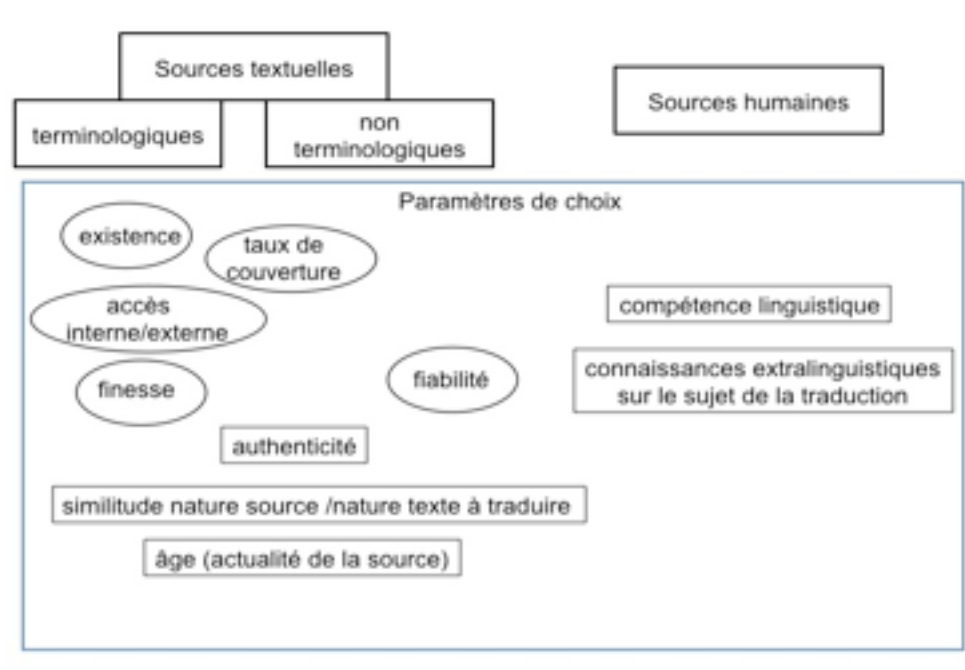 Sources textuelles
terminologiques
non
terminologiques
Sources humaines
Paramètres de choix
existence
taux de
couverture
accès
interne/externe
finesse
fiabilité
authenticité
similitude nature source /nature texte à traduire
âge (actualité de la source)
compétence linguistique
connaissances extralinguistiques
sur le sujet de la traduction